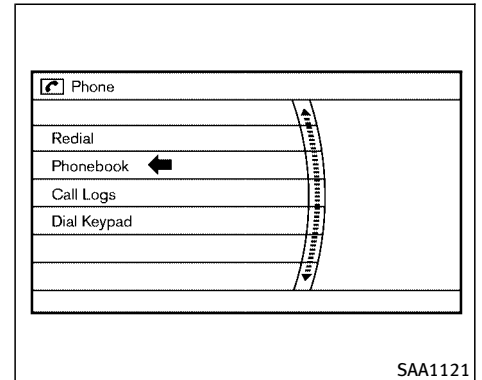 Phone
Redial
Phonebook
Call Logs
Dial Keypad
SAA1121